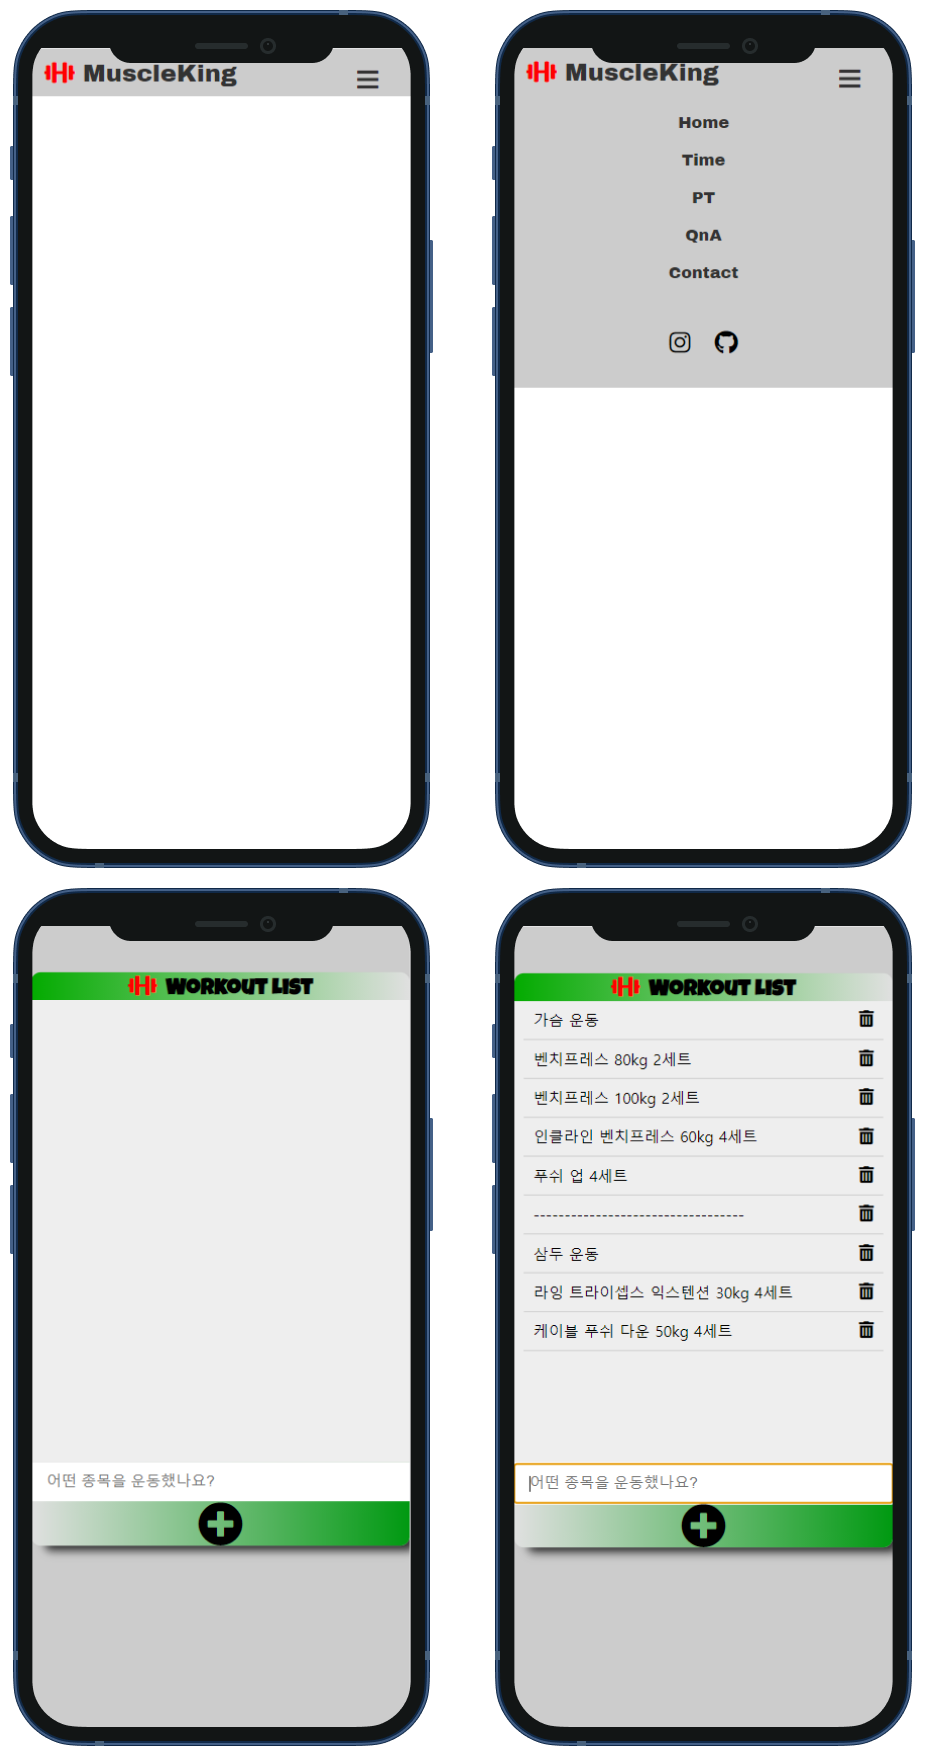 MuscleKing
MuscleKing
Home
Time
PT
QnA
Contact
WORKOUT LIST
어떤 종목을 운동했나요?
WORKOUT LIST
가슴 운동
벤치프레스 80kg 2세트
벤치프레스 100kg 2세트
인클라인 벤치프레스 60kg 4세트
푸쉬 업 4세트
----------------------------------
삼두 운동
라잉 트라이셉스 익스텐션 30kg 4세트
케이블 푸쉬 다운 50kg 4세트
어떤 종목을 운동했나요?